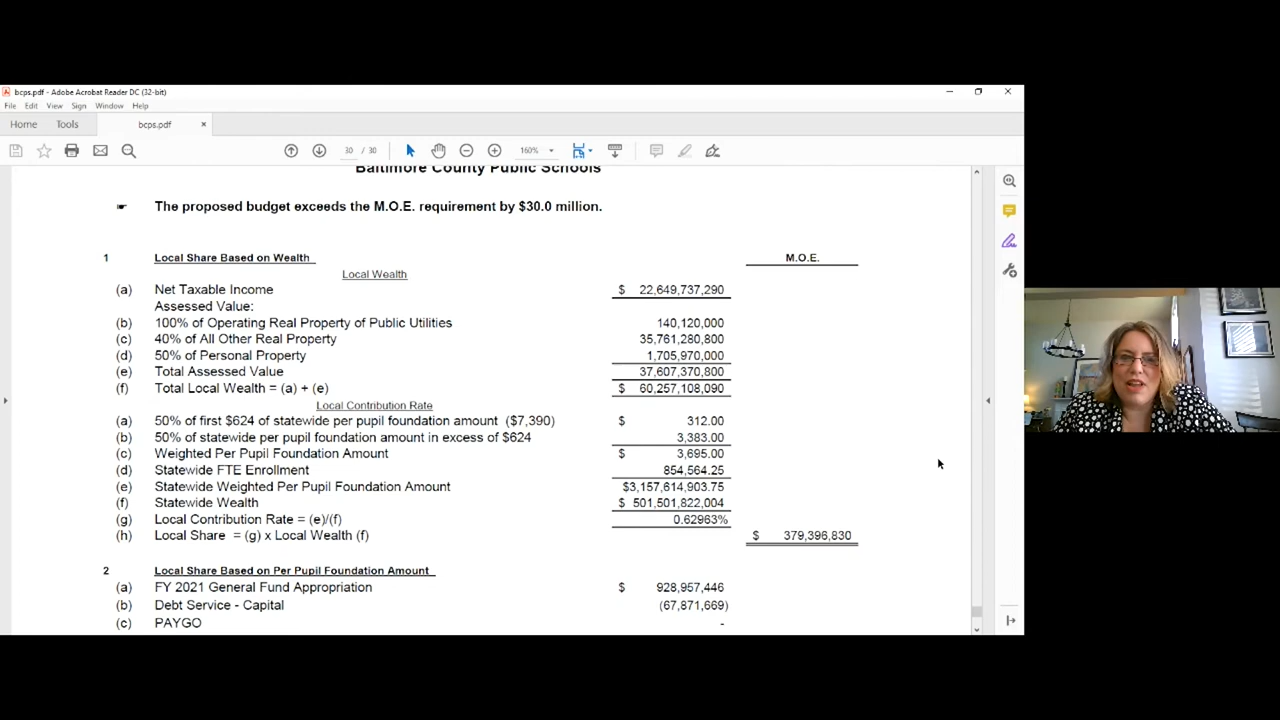 bcps.pdf - Adobe Acrobat Reader DC (32-bit)
File Edit View Sign Window Help
Home Tools bcps.pdf ×
30 / 30 160%
Baltimore County Public Schools
☛ The proposed budget exceeds the M.O.E. requirement by $30.0 million.
1 Local Share Based on Wealth M.O.E.
Local Wealth
(a) Net Taxable Income $ 22,649,737,290
Assessed Value:
(b) 100% of Operating Real Property of Public Utilities 140,120,000
(c) 40% of All Other Real Property 35,761,280,800
(d) 50% of Personal Property 1,705,970,000
(e) Total Assessed Value 37,607,370,800
(f) Total Local Wealth = (a) + (e) $ 60,257,108,090
Local Contribution Rate
(a) 50% of first $624 of statewide per pupil foundation amount ($7,390) $ 312.00
(b) 50% of statewide per pupil foundation amount in excess of $624 3,383.00
(c) Weighted Per Pupil Foundation Amount $ 3,695.00
(d) Statewide FTE Enrollment 854,564.25
(e) Statewide Weighted Per Pupil Foundation Amount $3,157,614,903.75
(f) Statewide Wealth $ 501,501,822,004
(g) Local Contribution Rate = (e)/(f) 0.62963%
(h) Local Share = (g) x Local Wealth (f) $ 379,396,830
2 Local Share Based on Per Pupil Foundation Amount
(a) FY 2021 General Fund Appropriation $ 928,957,446
(b) Debt Service - Capital (67,871,669)
(c) PAYGO -